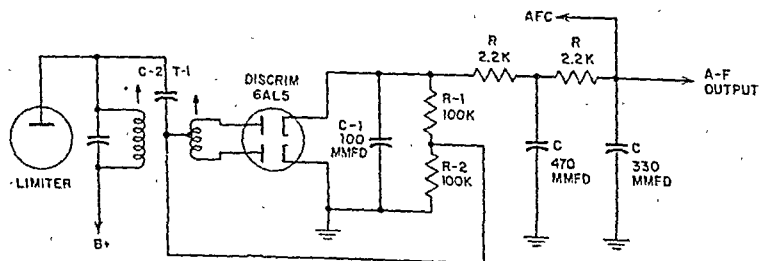 AFC
R
2.2K
R
2.2K
C-2 T-1
DISCRIM
6AL5
A-F
OUTPUT
R-1
100K
C-1
100
MMFD
R-2
100K
C
470
MMFD
C
330
MMFD
LIMITER
B+